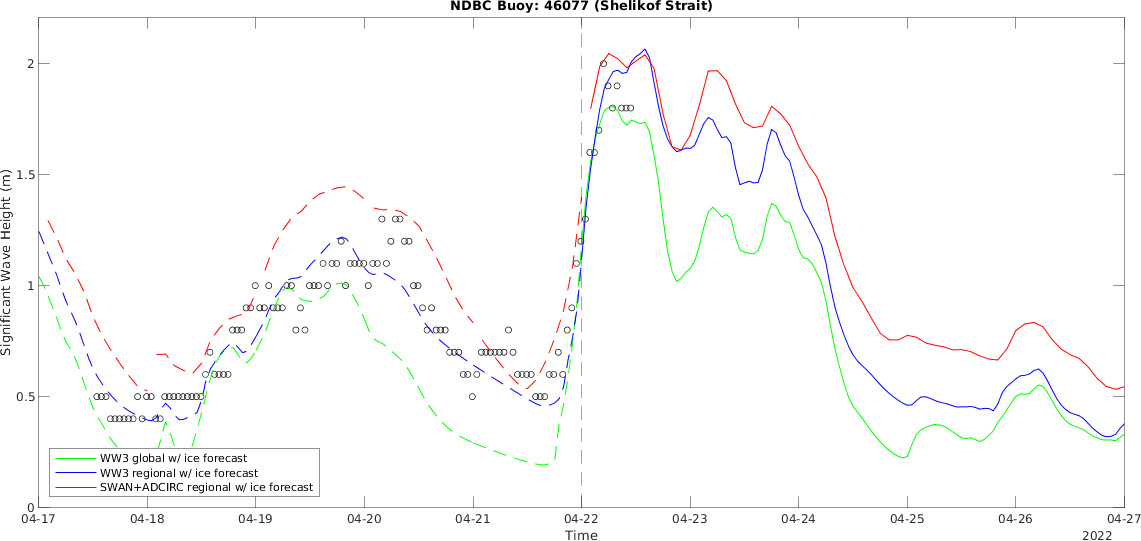 NDBC Buoy: 46077 (Shelikof Strait)
Significant Wave Height (m)
2
1.5
1
0.5
0
WW3 global w/ ice forecast
WW3 regional w/ ice forecast
SWAN+ADCIRC regional w/ ice forecast
04-17 04-18 04-19 04-20 04-21 04-22 04-23 04-24 04-25 04-26 04-27
Time
2022